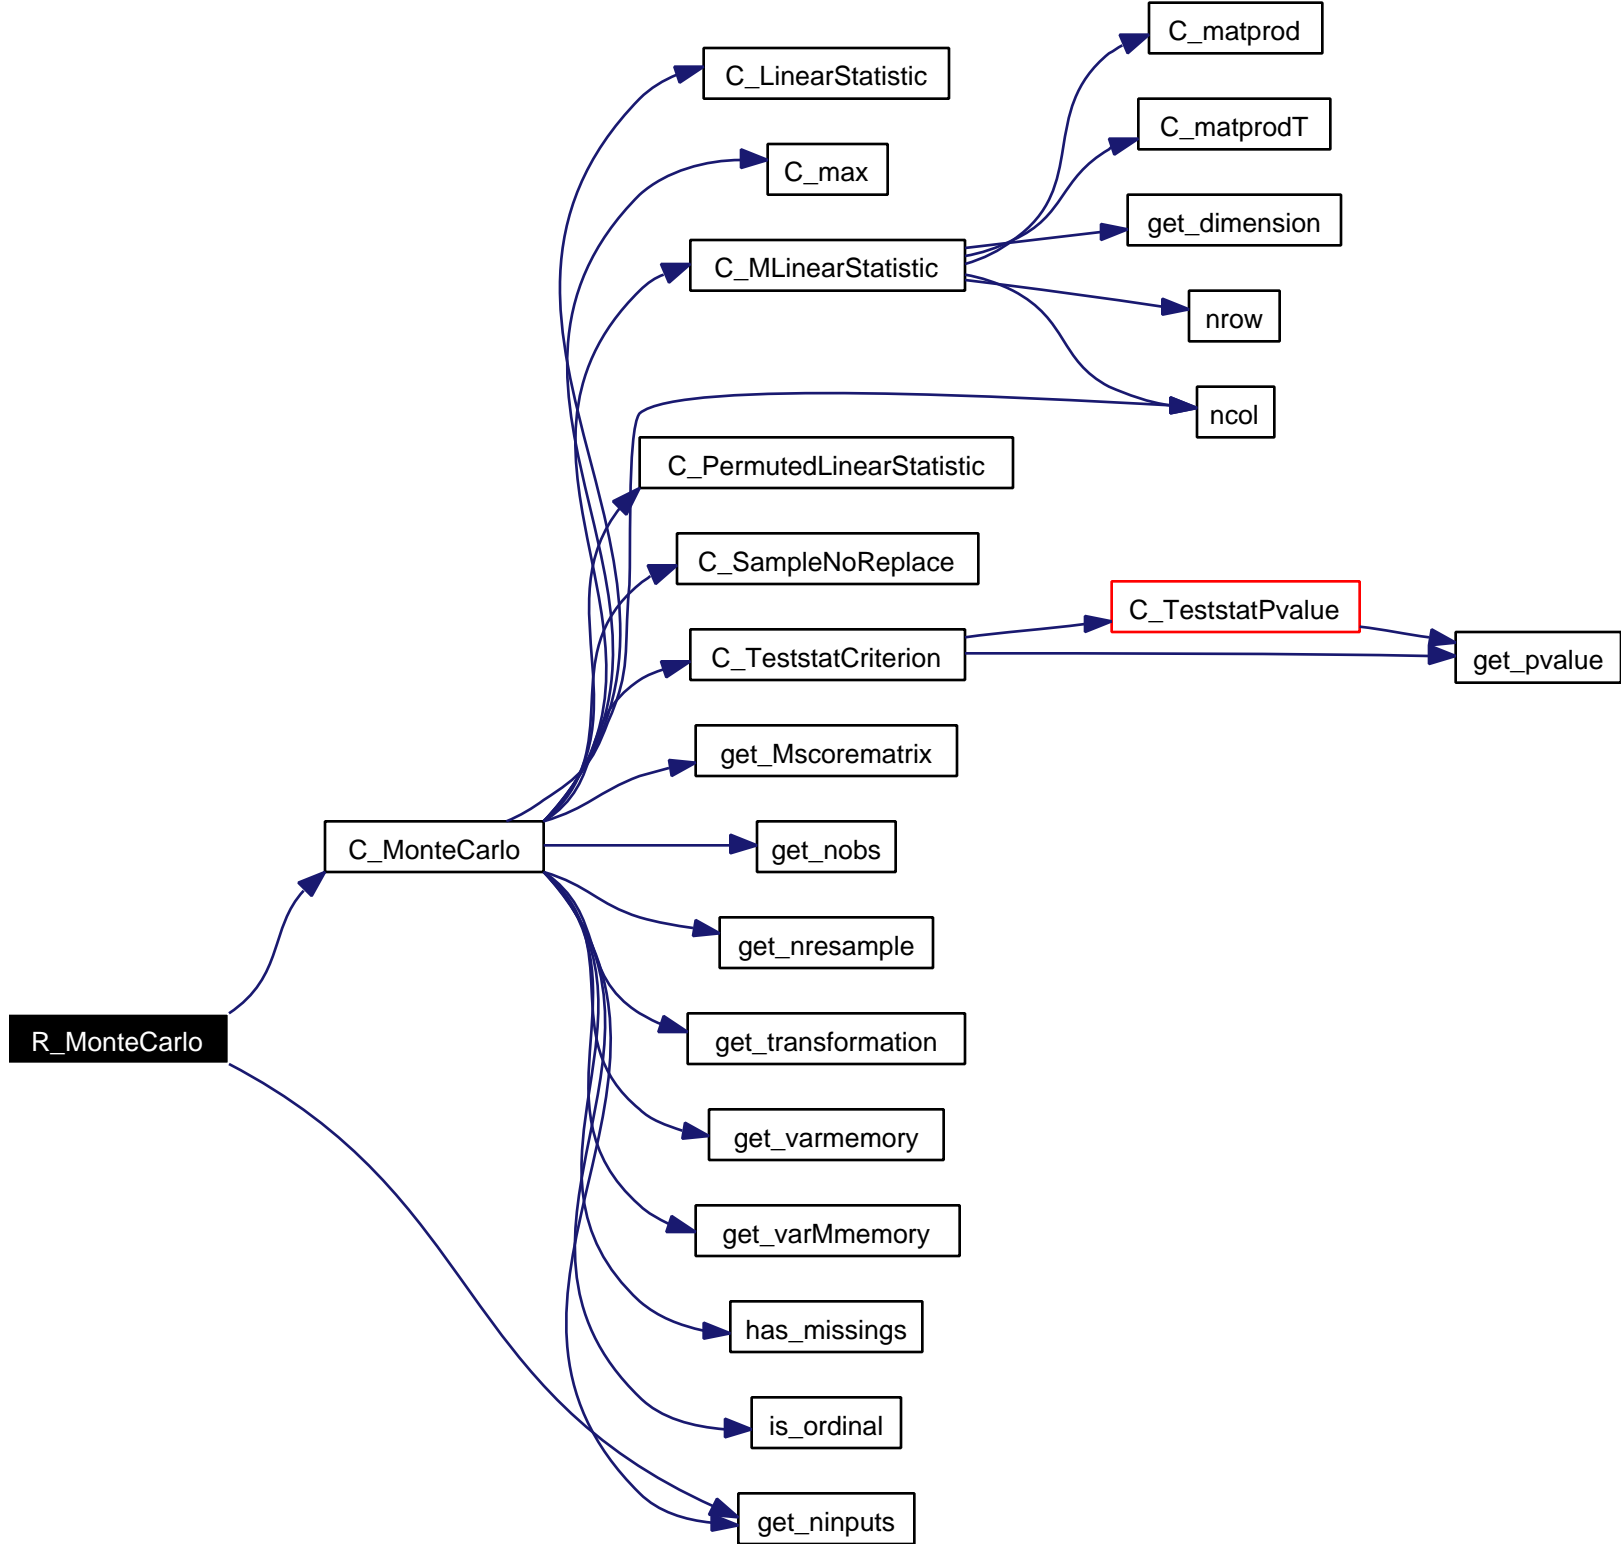 C_matprod
C_LinearStatistic
C_matprodT
C_max
get_dimension
C_MLinearStatistic
nrow
ncol
C_PermutedLinearStatistic
C_SampleNoReplace
C_TeststatPvalue
C_TeststatCriterion
get_pvalue
get_Mscorematrix
C_MonteCarlo
get_nobs
get_nresample
R_MonteCarlo
get_transformation
get_varmemory
get_varMmemory
has_missings
is_ordinal
get_ninputs